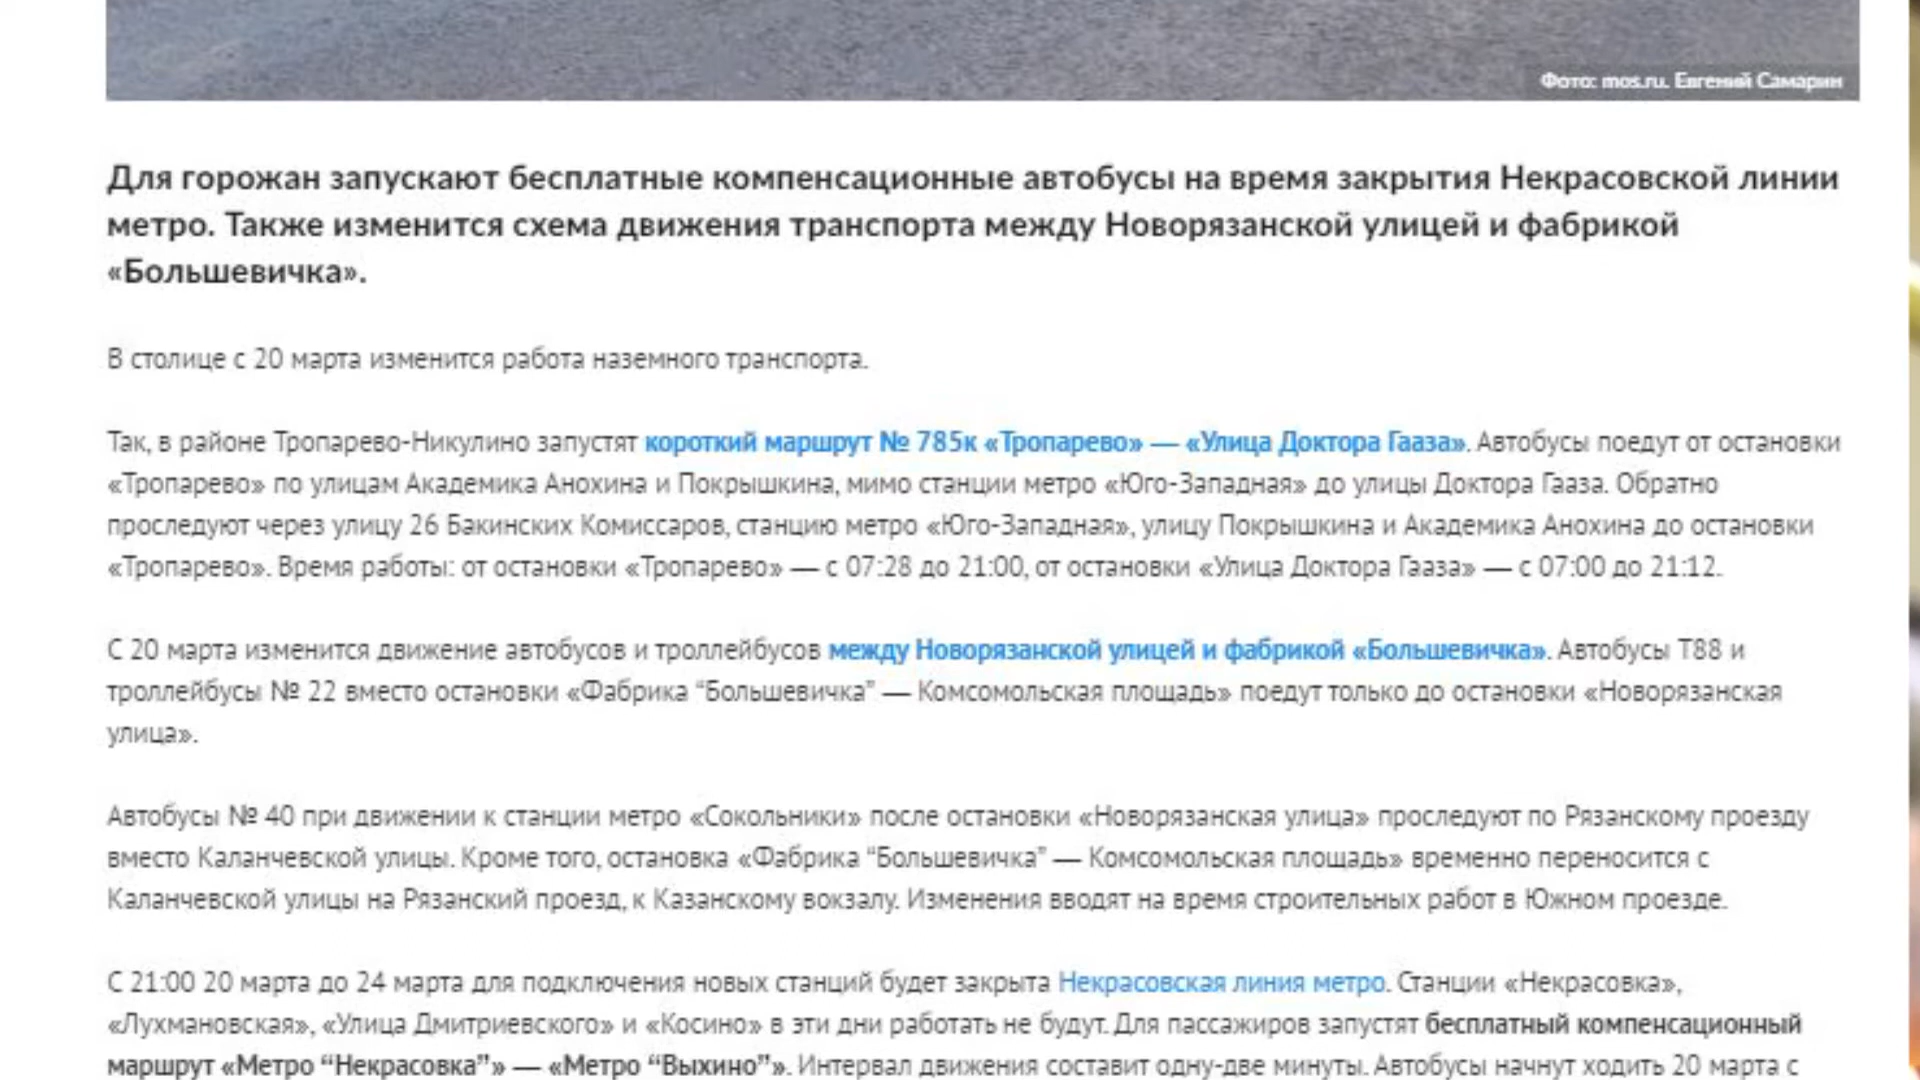 Фото: mos.ru. Евгений Самарин
Для горожан запускают бесплатные компенсационные автобусы на время закрытия Некрасовской линии
метро. Также изменится схема движения транспорта между Новорязанской улицей и фабрикой
«Большевичка».
В столице с 20 марта изменится работа наземного транспорта.
Так, в районе Тропарево-Никулино запустят короткий маршрут № 785к «Тропарево» — «Улица Доктора Гааза». Автобусы поедут от остановки
«Тропарево» по улицам Академика Анохина и Покрышкина, мимо станции метро «Юго-Западная» до улицы Доктора Гааза. Обратно
проследуют через улицу 26 Бакинских Комиссаров, станцию метро «Юго-Западная», улицу Покрышкина и Академика Анохина до остановки
«Тропарево». Время работы: от остановки «Тропарево» — с 07:28 до 21:00, от остановки «Улица Доктора Гааза» — с 07:00 до 21:12.
С 20 марта изменится движение автобусов и троллейбусов между Новорязанской улицей и фабрикой «Большевичка». Автобусы Т88 и
троллейбусы № 22 вместо остановки «Фабрика “Большевичка” — Комсомольская площадь» поедут только до остановки «Новорязанская
улица».
Автобусы № 40 при движении к станции метро «Сокольники» после остановки «Новорязанская улица» проследуют по Рязанскому проезду
вместо Каланчевской улицы. Кроме того, остановка «Фабрика “Большевичка” — Комсомольская площадь» временно переносится с
Каланчевской улицы на Рязанский проезд, к Казанскому вокзалу. Изменения вводят на время строительных работ в Южном проезде.
С 21:00 20 марта до 24 марта для подключения новых станций будет закрыта Некрасовская линия метро. Станции «Некрасовка»,
«Лухмановская», «Улица Дмитриевского» и «Косино» в эти дни работать не будут. Для пассажиров запустят бесплатный компенсационный
маршрут «Метро “Некрасовка”» — «Метро “Выхино”». Интервал движения составит одну-две минуты. Автобусы начнут ходить 20 марта с